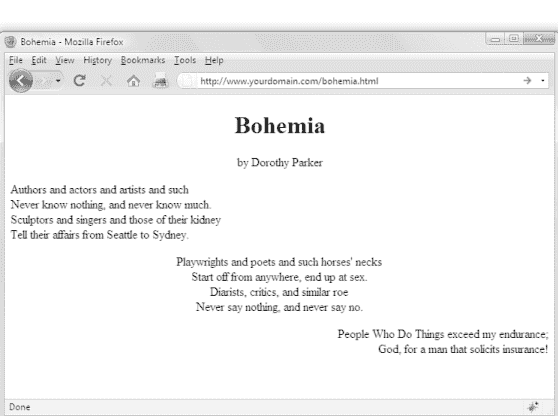 Bohemia - Mozilla Firefox
File Edit View History Bookmarks Tools Help
http://www.yourdomain.com/bohemia.html
Bohemia
by Dorothy Parker
Authors and actors and artists and such
Never know nothing, and never know much.
Sculptors and singers and those of their kidney
Tell their affairs from Seattle to Sydney.
Playwrights and poets and such horses' necks
Start off from anywhere, end up at sex.
Diarists, critics, and similar roe
Never say nothing, and never say no.
People Who Do Things exceed my endurance;
God, for a man that solicits insurance!
Done